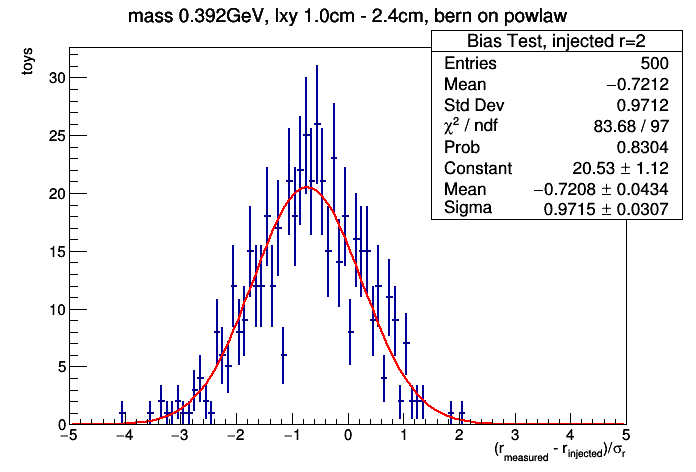 mass 0.392GeV, lxy 1.0cm - 2.4cm, bern on powlaw
Bias Test, injected r=2
Entries 500
Mean −0.7212
Std Dev 0.9712
χ² / ndf 83.68 / 97
Prob 0.8304
Constant 20.53 ± 1.12
Mean −0.7208 ± 0.0434
Sigma 0.9715 ± 0.0307
toys
30
25
20
15
10
5
0
−5 −4 −3 −2 −1 0 1 2 3 4 5
(r_measured - r_injected)/σ_r